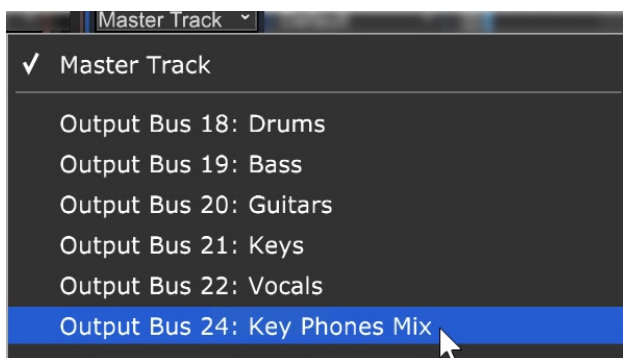 Master Track
✓ Master Track
Output Bus 18: Drums
Output Bus 19: Bass
Output Bus 20: Guitars
Output Bus 21: Keys
Output Bus 22: Vocals
Output Bus 24: Key Phones Mix